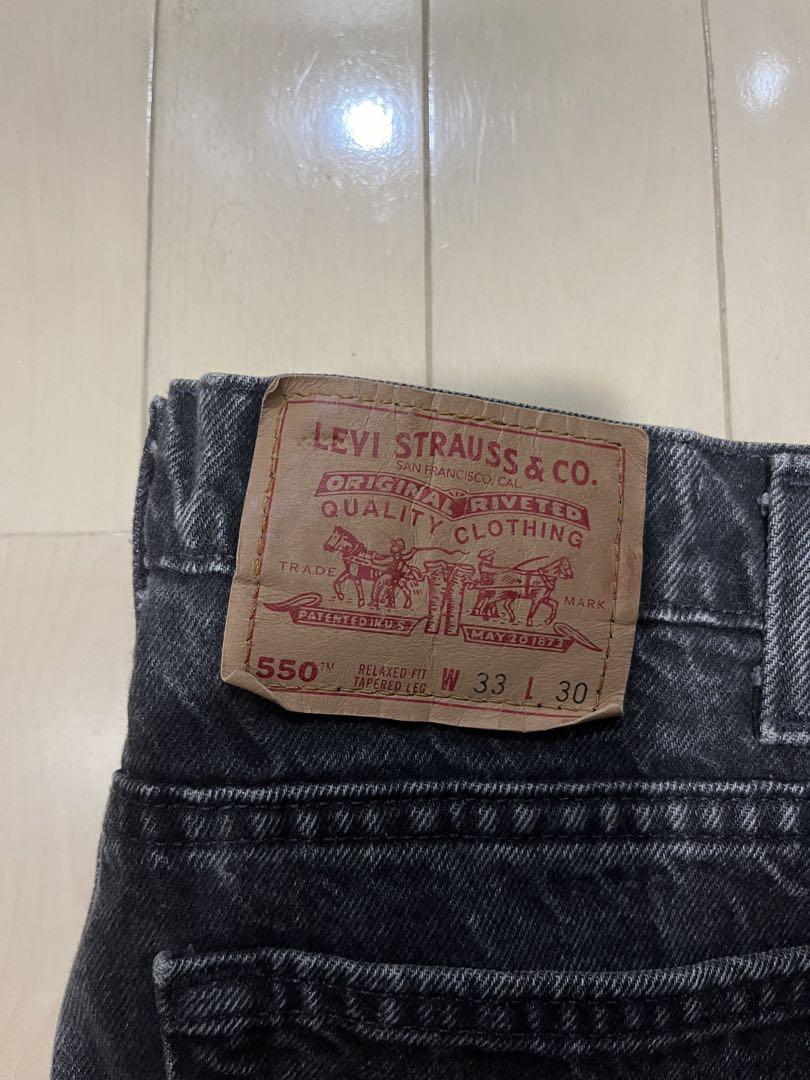 LEVI STRAUSS & CO.
SAN FRANCISCO, CAL.
ORIGINAL RIVETED
QUALITY CLOTHING
TRADE MARK
PATENTED IN U.S. MAY 20 1873
550™ RELAXED FIT
TAPERED LEG W 33 L 30